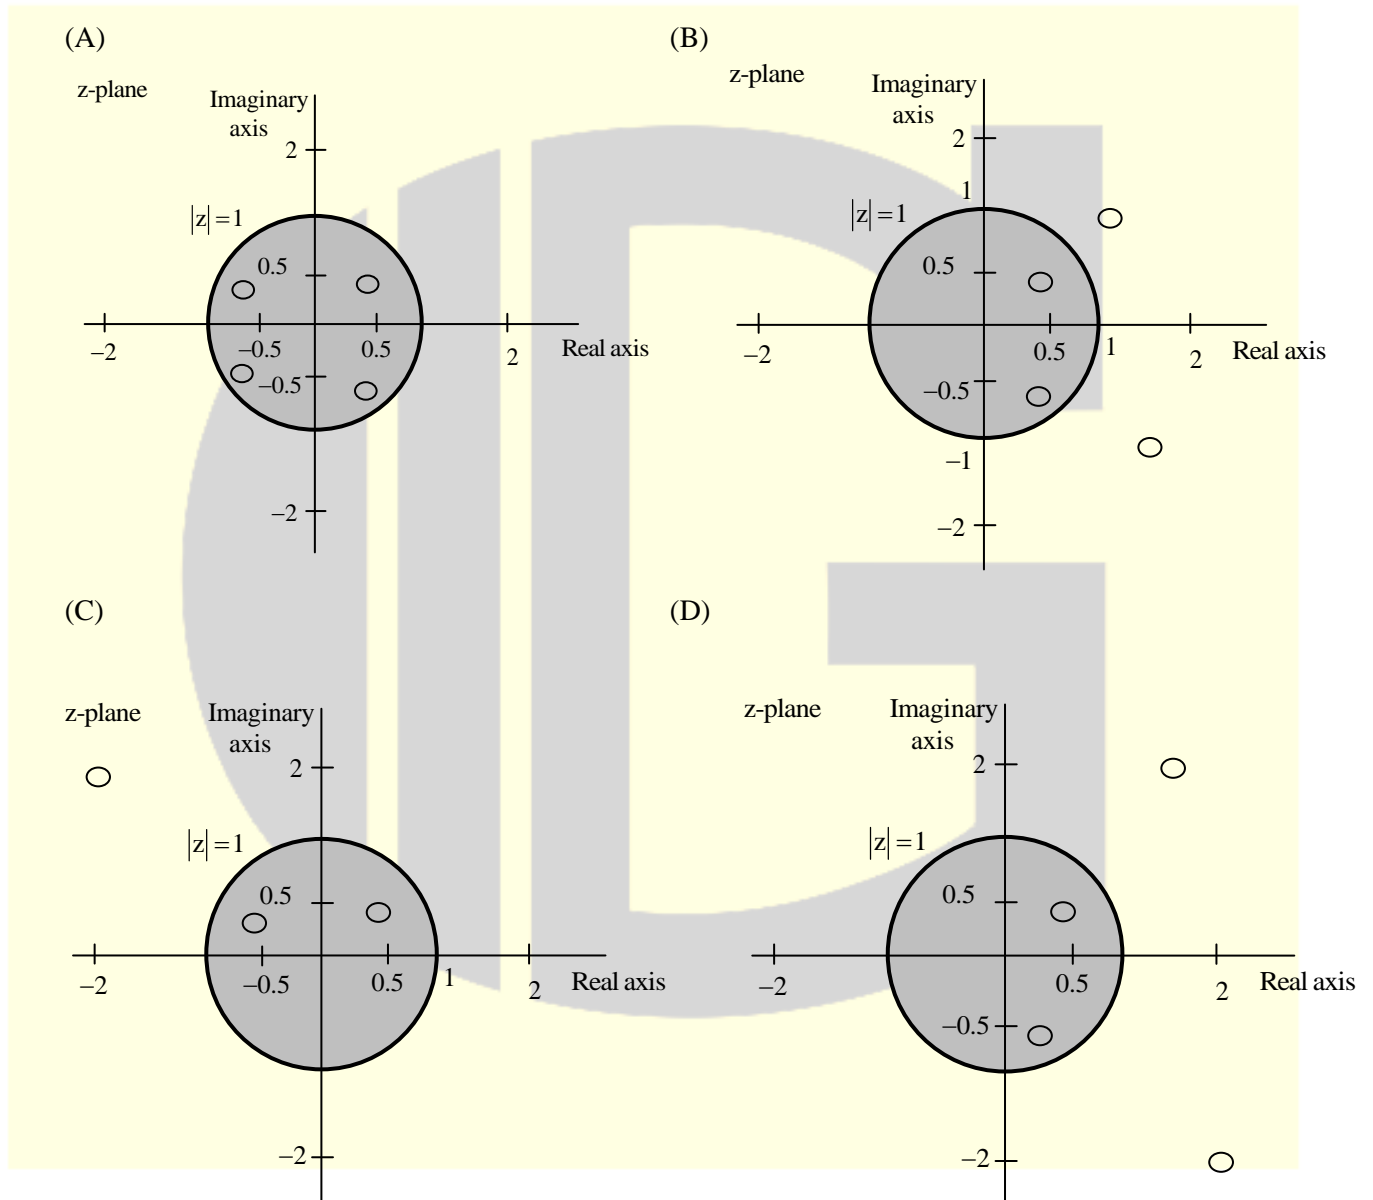 (A)
z-plane
Imaginary
axis
2
|z| = 1
0.5
–2
–0.5
0.5
2
Real axis
–0.5
–2
(B)
z-plane
Imaginary
axis
2
1
|z| = 1
0.5
–2
0.5
1
2
Real axis
–0.5
–1
–2
(C)
z-plane
Imaginary
axis
2
|z| = 1
0.5
–2
–0.5
0.5
1
2
Real axis
–2
(D)
z-plane
Imaginary
axis
2
|z| = 1
0.5
–2
0.5
2
Real axis
–0.5
–2